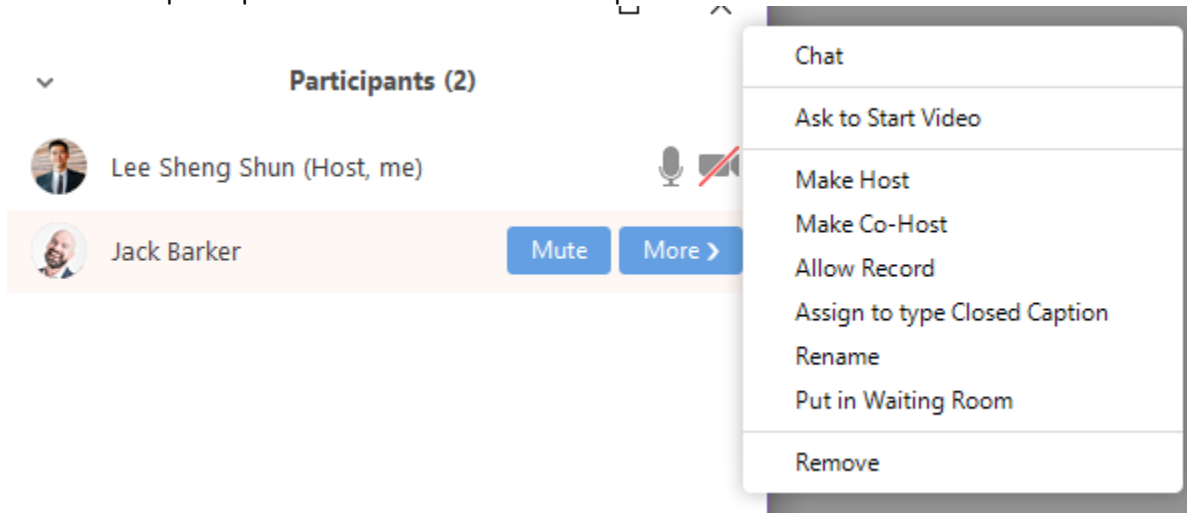 Participants (2)
Lee Sheng Shun (Host, me)
Jack Barker
Mute
More
Chat
Ask to Start Video
Make Host
Make Co-Host
Allow Record
Assign to type Closed Caption
Rename
Put in Waiting Room
Remove